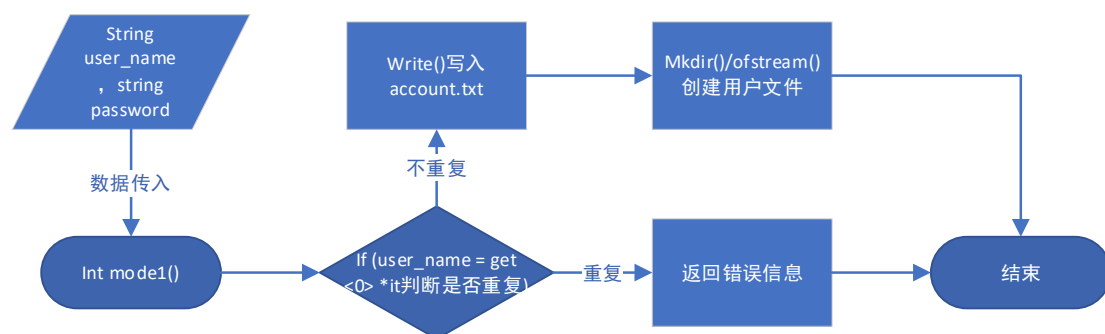 String
user_name
，string
password
数据传入
Int mode1()
If (user_name = get
<0> *it判断是否重复)
不重复
Write()写入
account.txt
Mkdir()/ofstream()
创建用户文件
重复
返回错误信息
结束